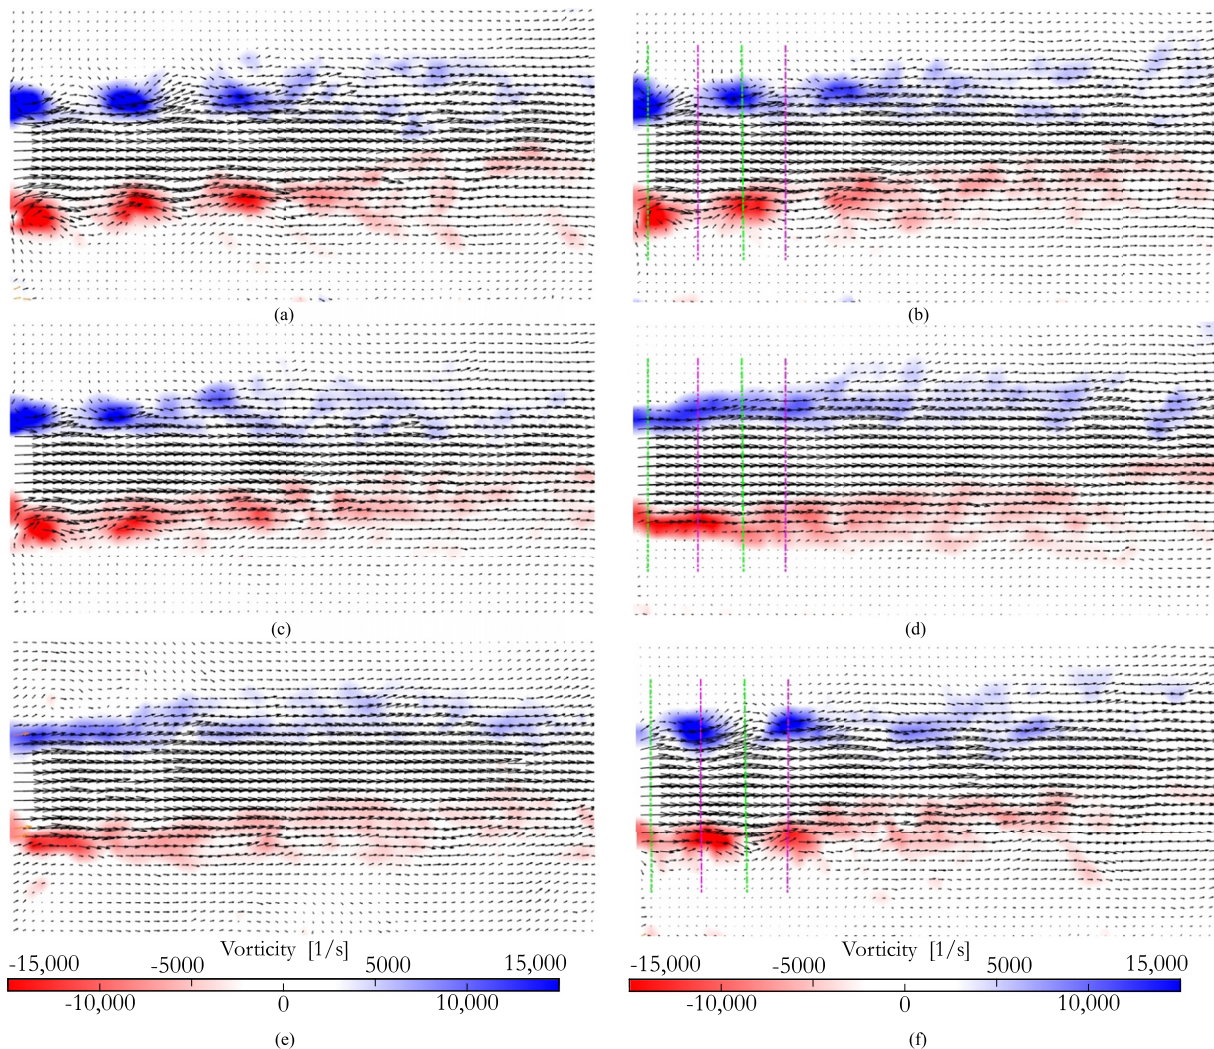 (a) (b)
(c) (d)
Vorticity [1/s] Vorticity [1/s]
-15,000 -5000 5000 15,000 -15,000 -5000 5000 15,000
-10,000 0 10,000 -10,000 0 10,000
(e) (f)